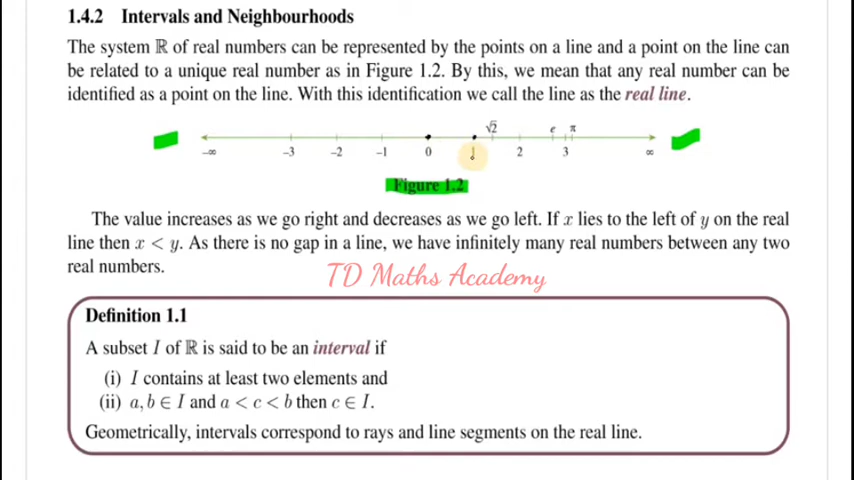 1.4.2 Intervals and Neighbourhoods
The system ℝ of real numbers can be represented by the points on a line and a point on the line can
be related to a unique real number as in Figure 1.2. By this, we mean that any real number can be
identified as a point on the line. With this identification we call the line as the real line.
√2 e π
−∞ −3 −2 −1 0 1 2 3 ∞
Figure 1.2
The value increases as we go right and decreases as we go left. If x lies to the left of y on the real
line then x < y. As there is no gap in a line, we have infinitely many real numbers between any two
real numbers.
TD Maths Academy
Definition 1.1
A subset I of ℝ is said to be an interval if
(i) I contains at least two elements and
(ii) a, b ∈ I and a < c < b then c ∈ I.
Geometrically, intervals correspond to rays and line segments on the real line.